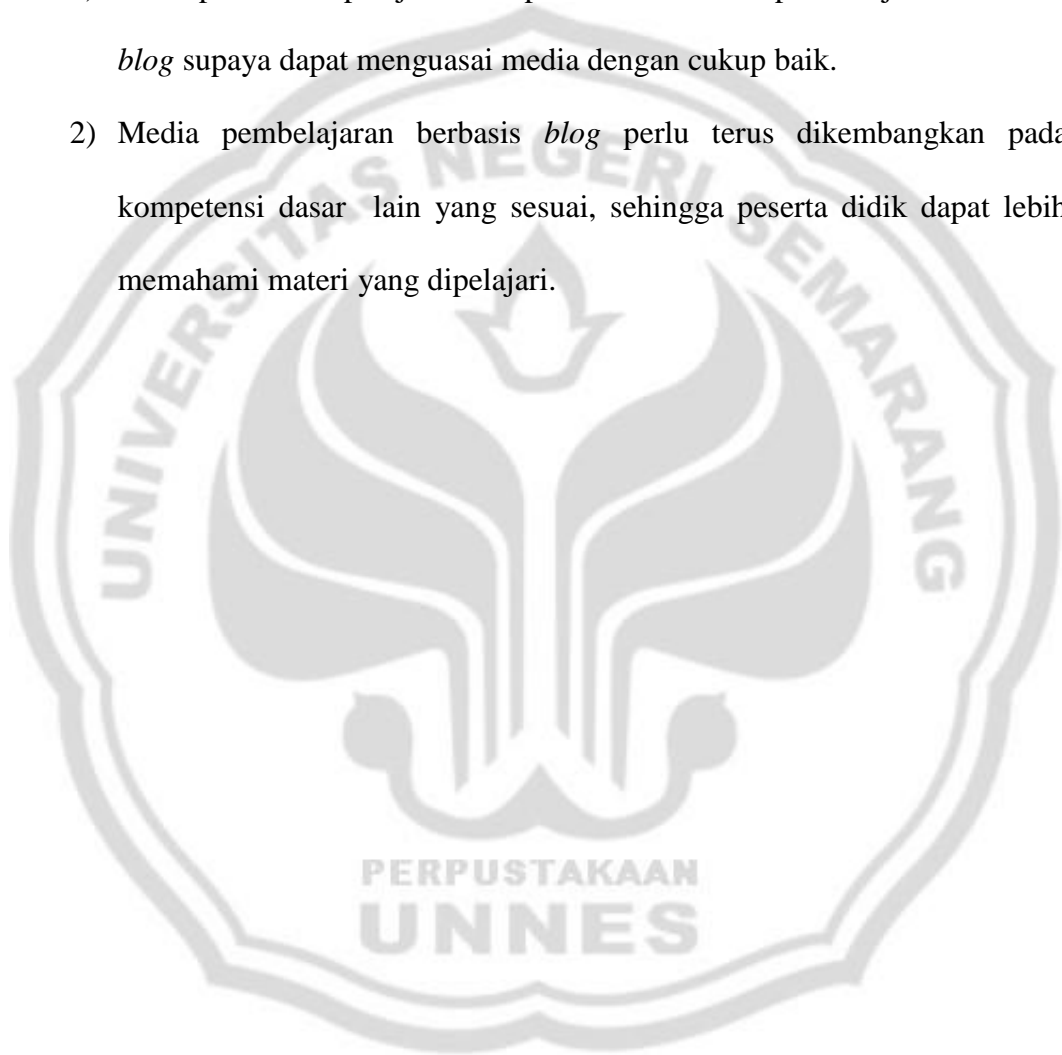 blog supaya dapat menguasai media dengan cukup baik.
2) Media pembelajaran berbasis blog perlu terus dikembangkan pada
kompetensi dasar lain yang sesuai, sehingga peserta didik dapat lebih
memahami materi yang dipelajari.
UNIVERSITAS NEGERI SEMARANG
PERPUSTAKAAN
UNNES